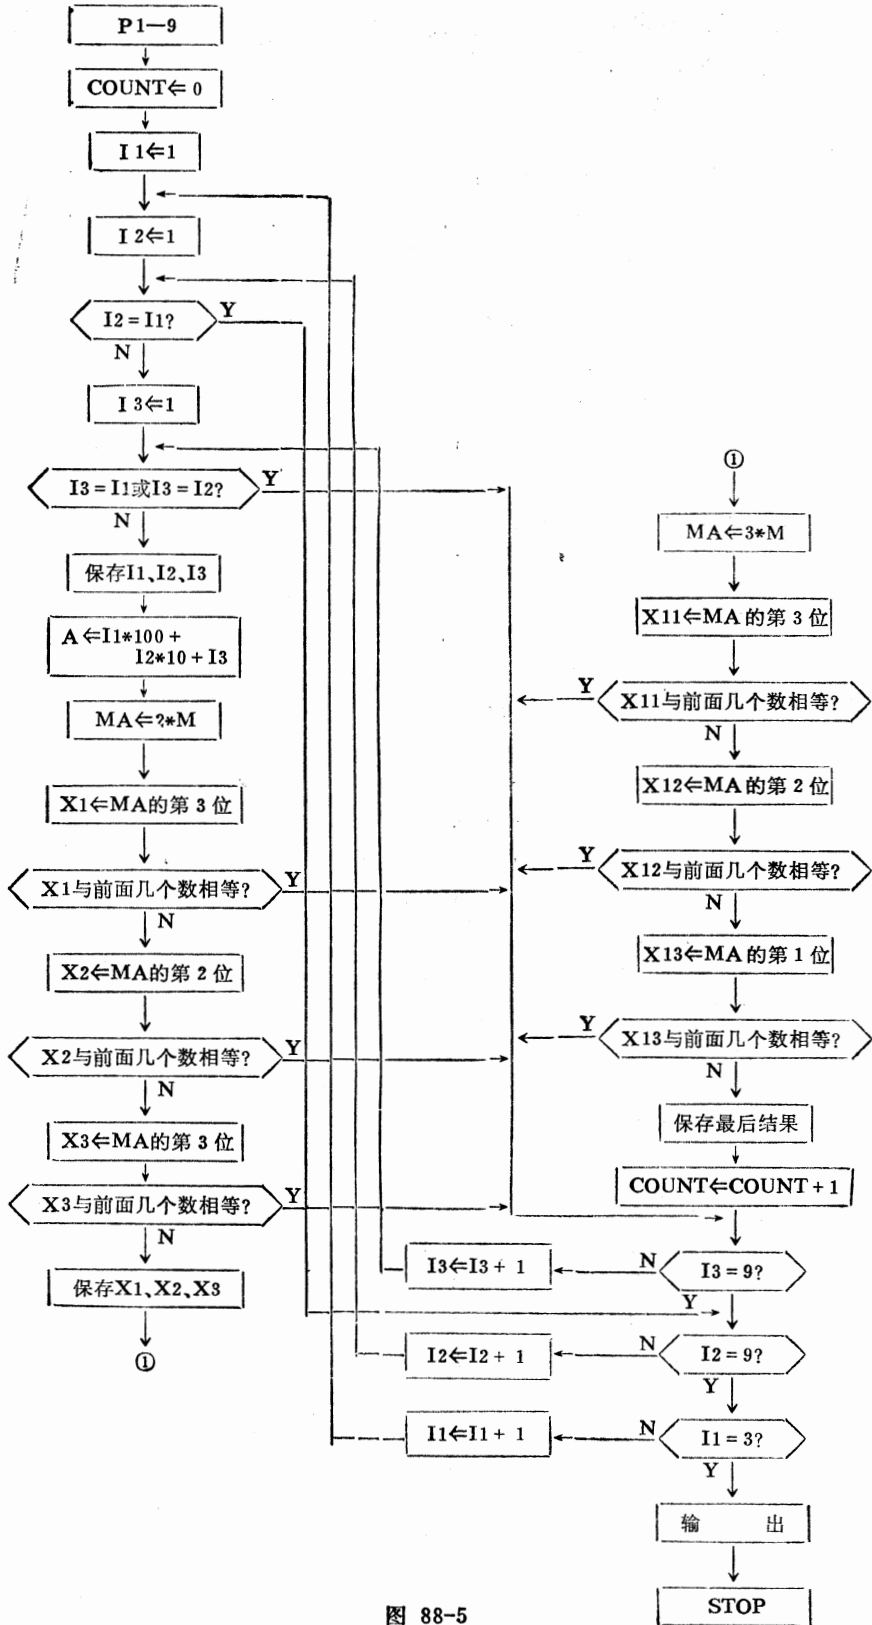 P1—9
COUNT⇐0
I1⇐1
I2⇐1
I2=I1?
Y
N
I3⇐1
I3=I1或I3=I2?
Y
N
保存I1、I2、I3
A⇐I1*100+
I2*10+I3
MA⇐?*M
X1⇐MA的第3位
X1与前面几个数相等?
Y
N
X2⇐MA的第2位
X2与前面几个数相等?
Y
N
X3⇐MA的第3位
X3与前面几个数相等?
Y
N
保存X1、X2、X3
①
①
MA⇐3*M
X11⇐MA的第3位
Y
X11与前面几个数相等?
N
X12⇐MA的第2位
Y
X12与前面几个数相等?
N
X13⇐MA的第1位
Y
X13与前面几个数相等?
N
保存最后结果
COUNT⇐COUNT+1
I3⇐I3+1
N
I3=9?
Y
I2⇐I2+1
N
I2=9?
Y
I1⇐I1+1
N
I1=3?
Y
输 出
STOP
图 88-5